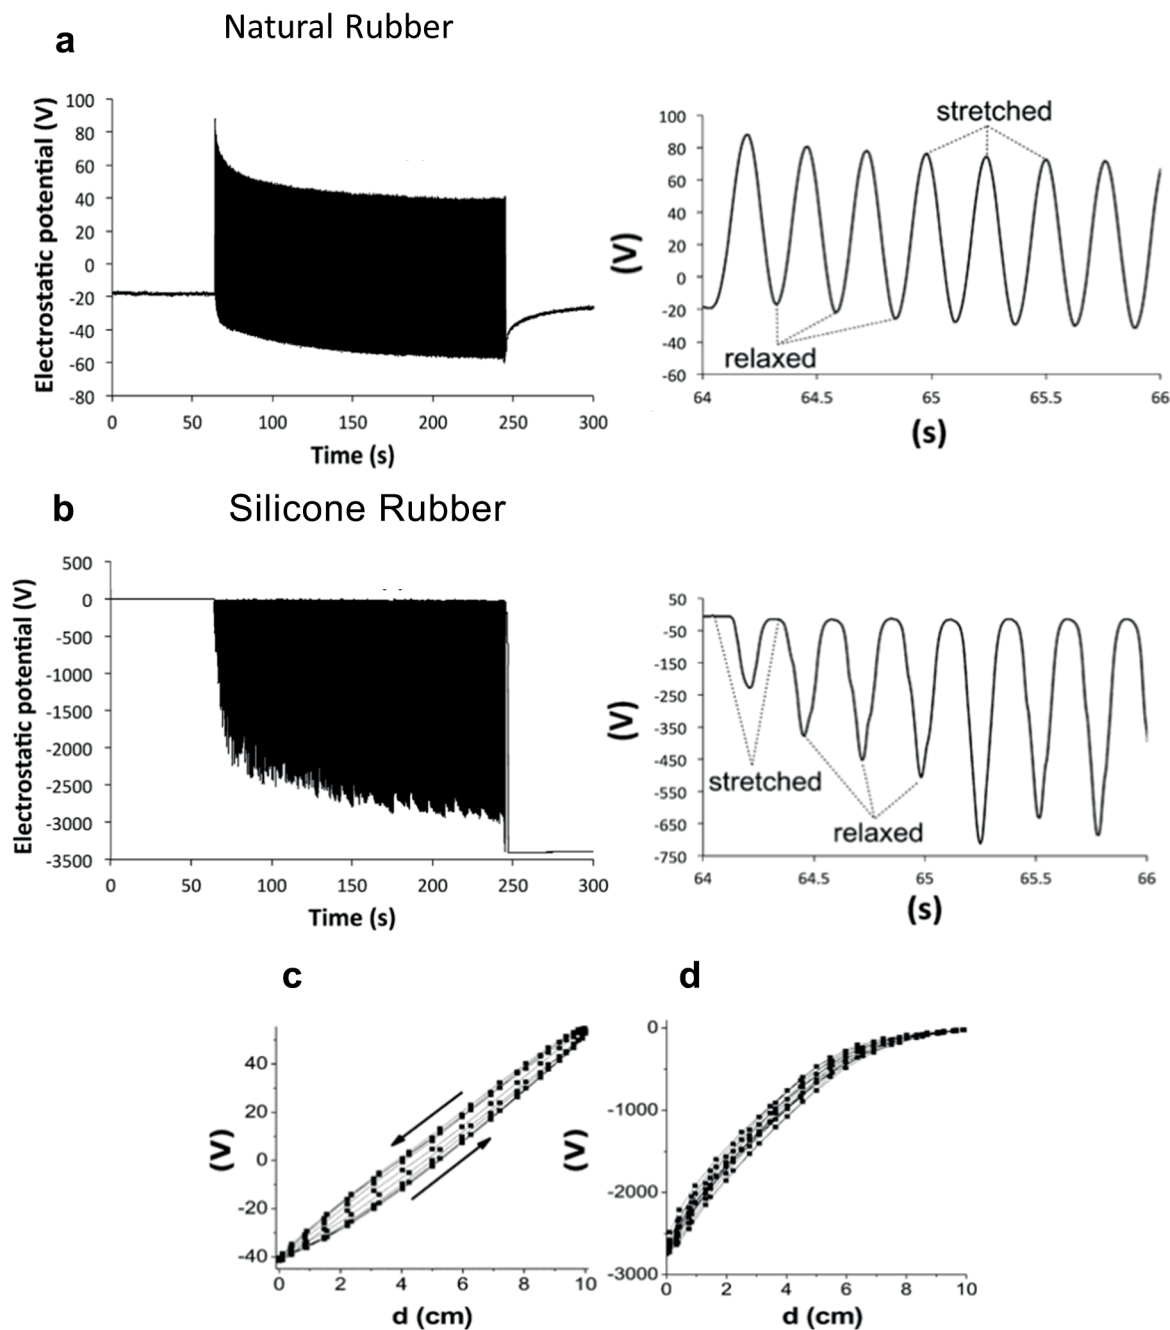 a
Natural Rubber
Electrostatic potential (V)
100
80
60
40
20
0
-20
-40
-60
-80
0 50 100 150 200 250 300
Time (s)
(V)
100
80
60
40
20
0
-20
-40
-60
stretched
relaxed
64 64.5 65 65.5 66
(s)
b
Silicone Rubber
Electrostatic potential (V)
500
0
-500
-1000
-1500
-2000
-2500
-3000
-3500
0 50 100 150 200 250 300
Time (s)
(V)
50
-50
-150
-250
-350
-450
-550
-650
-750
stretched
relaxed
64 64.5 65 65.5 66
(s)
c
(V)
40
20
0
-20
-40
0 2 4 6 8 10
d (cm)
d
(V)
0
-1000
-2000
-3000
0 2 4 6 8 10
d (cm)